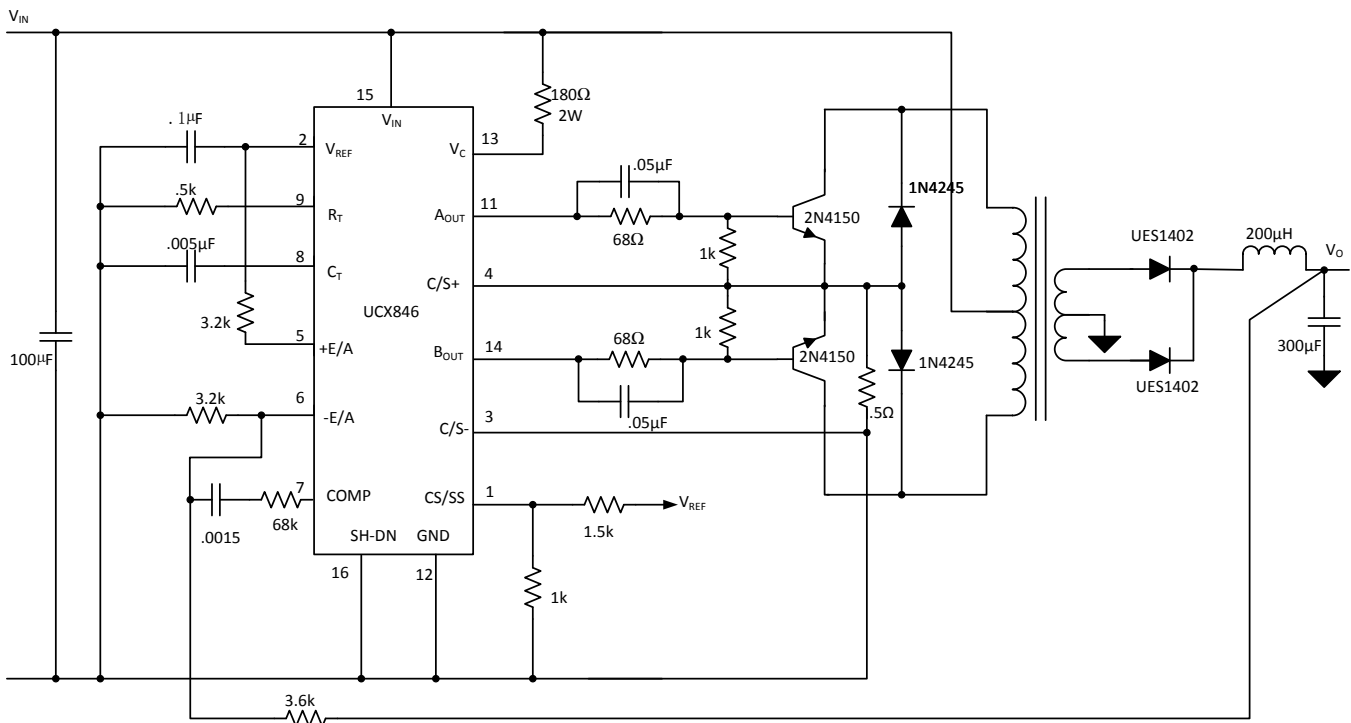 VIN
15
VIN
180Ω
2W
. 1µF
2
VREF
VC
13
.5k
9
RT
AOUT
11
.05µF
68Ω
2N4150
1N4245
.005µF
8
CT
C/S+
4
1k
UES1402
200µH
VO
3.2k
UCX846
5
+E/A
BOUT
14
68Ω
1k
2N4150
1N4245
100µF
300µF
UES1402
3.2k
6
-E/A
C/S-
3
.05µF
.5Ω
7
COMP
CS/SS
1
VREF
.0015
68k
1.5k
SH-DN
GND
16
12
1k
3.6k